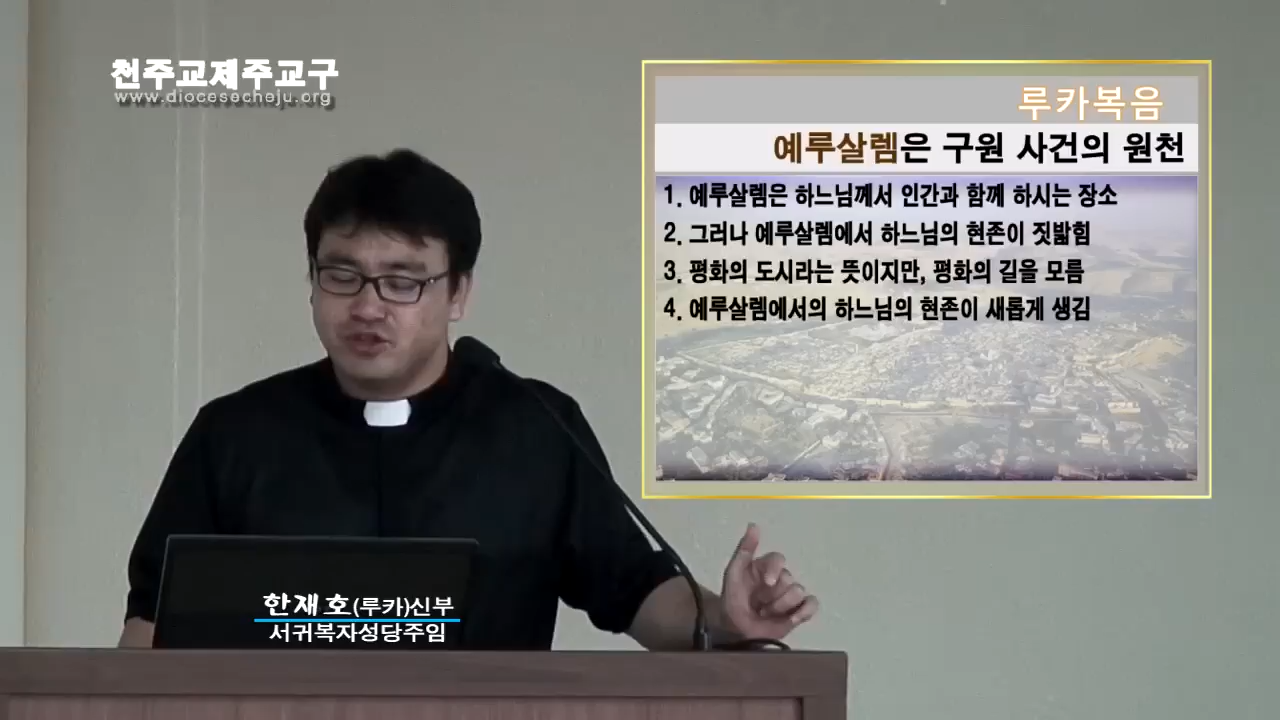 천주교제주교구
www.diocesecheju.org
루카복음
예루살렘은 구원 사건의 원천
1. 예루살렘은 하느님께서 인간과 함께 하시는 장소
2. 그러나 예루살렘에서 하느님의 현존이 짓밟힘
3. 평화의 도시라는 뜻이지만, 평화의 길을 모름
4. 예루살렘에서의 하느님의 현존이 새롭게 생김
한재호(루카)신부
서귀복자성당주임